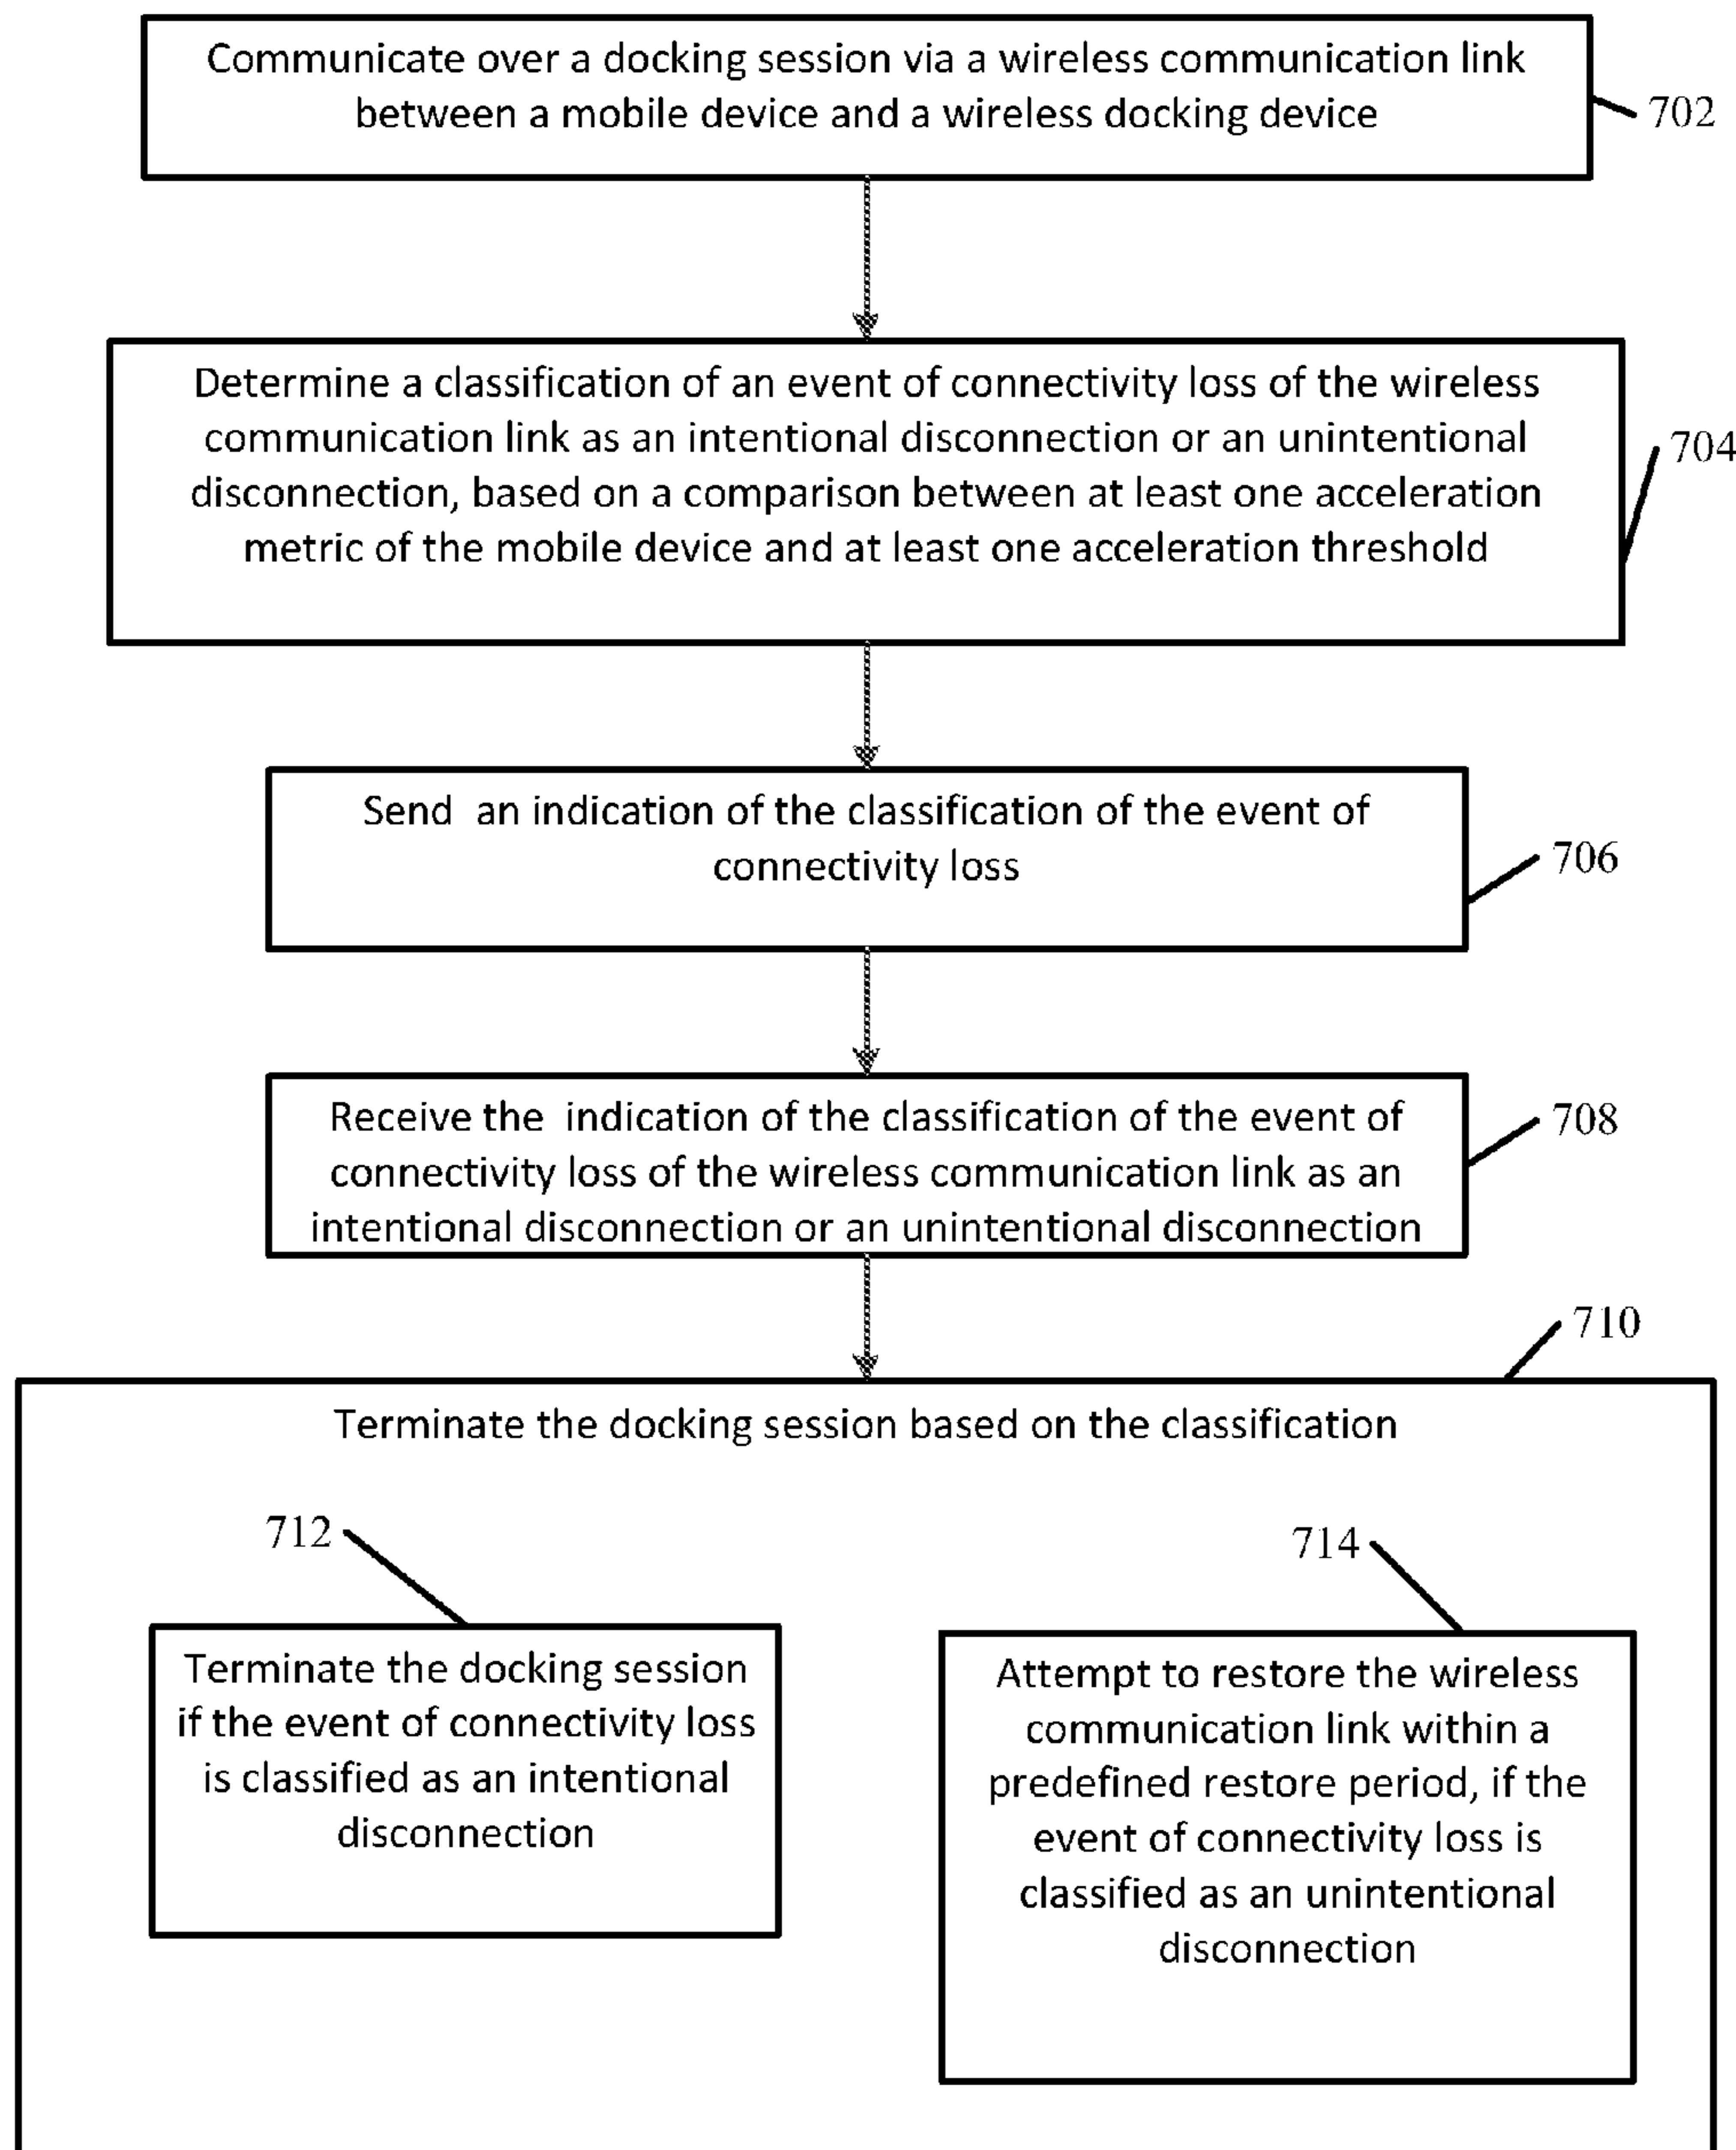 Communicate over a docking session via a wireless communication link
between a mobile device and a wireless docking device
702
Determine a classification of an event of connectivity loss of the wireless
communication link as an intentional disconnection or an unintentional
disconnection, based on a comparison between at least one acceleration
metric of the mobile device and at least one acceleration threshold
704
Send an indication of the classification of the event of
connectivity loss
706
Receive the indication of the classification of the event of
connectivity loss of the wireless communication link as an
intentional disconnection or an unintentional disconnection
708
710
Terminate the docking session based on the classification
712
Terminate the docking session
if the event of connectivity loss
is classified as an intentional
disconnection
714
Attempt to restore the wireless
communication link within a
predefined restore period, if the
event of connectivity loss is
classified as an unintentional
disconnection